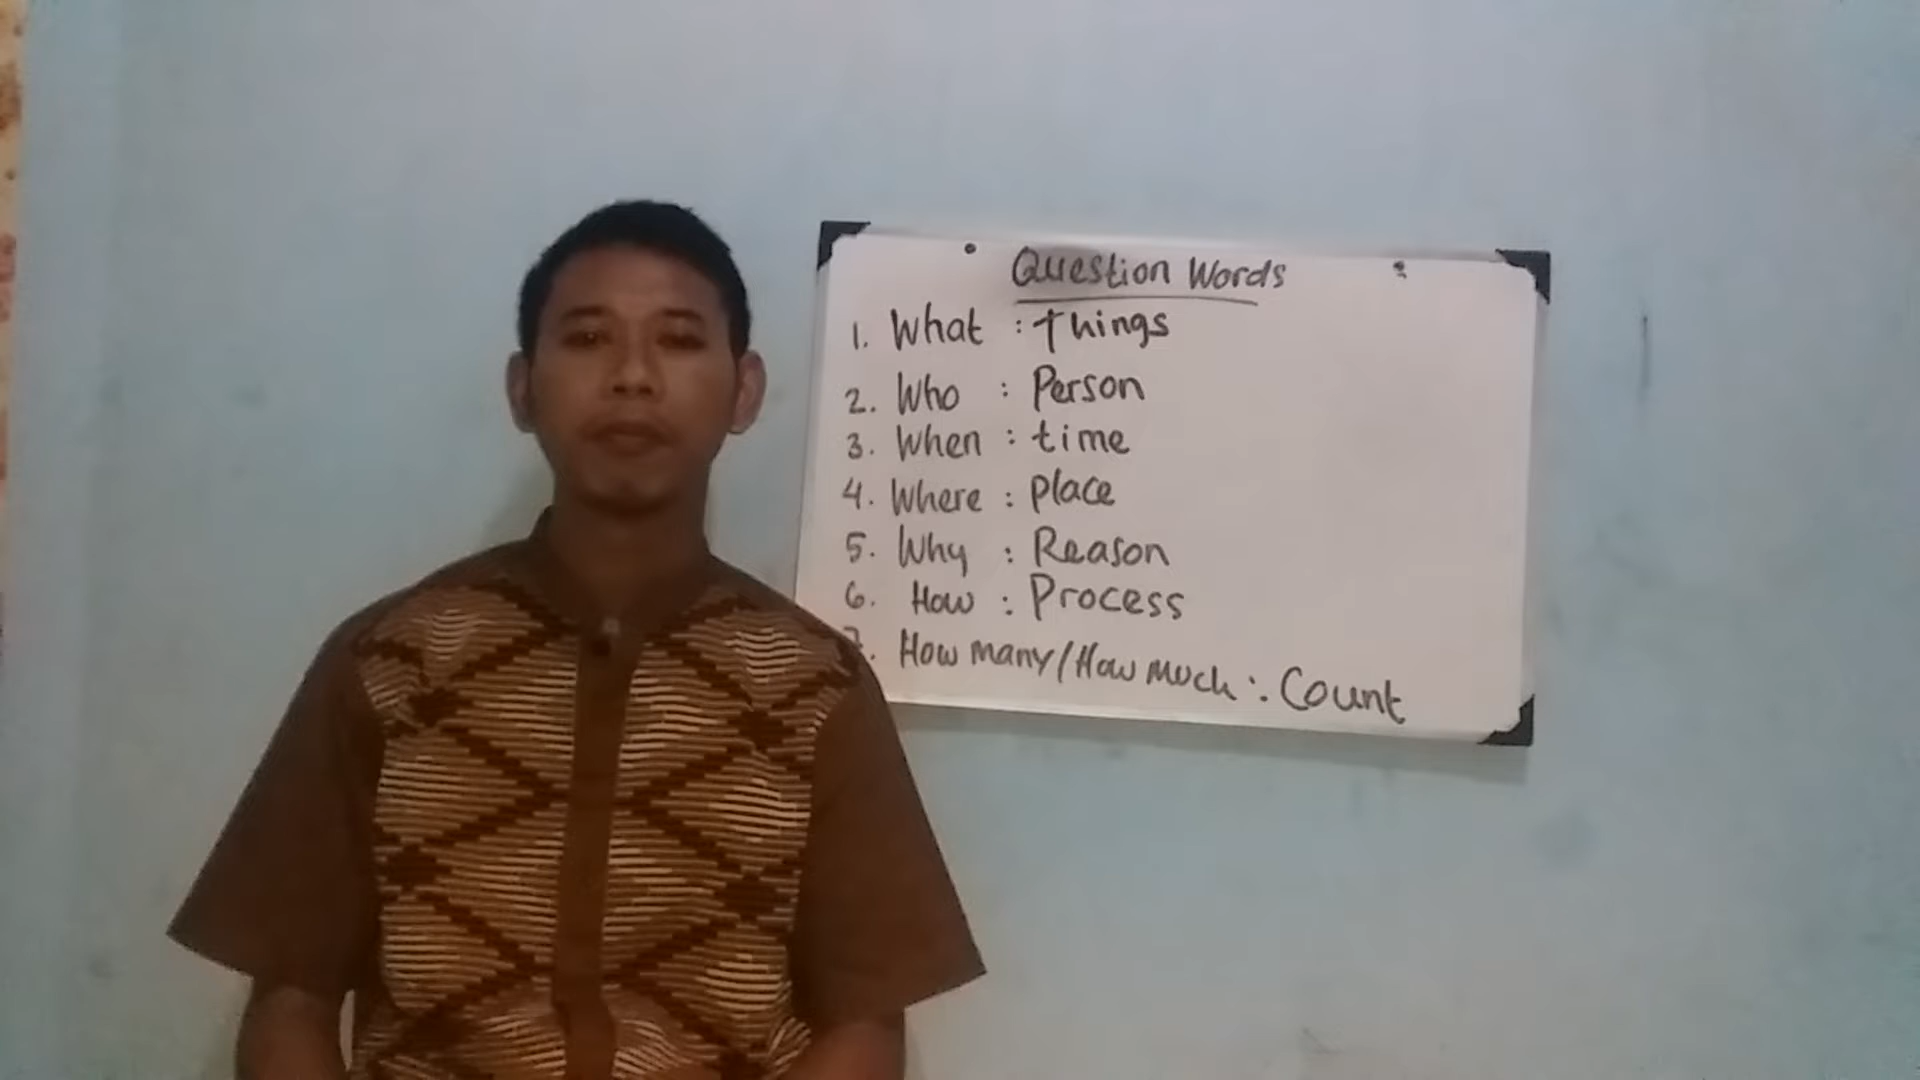 Question Words
1. What : Things
2. Who : Person
3. When : time
4. Where : place
5. Why : Reason
6. How : Process
7. How many/How much : Count